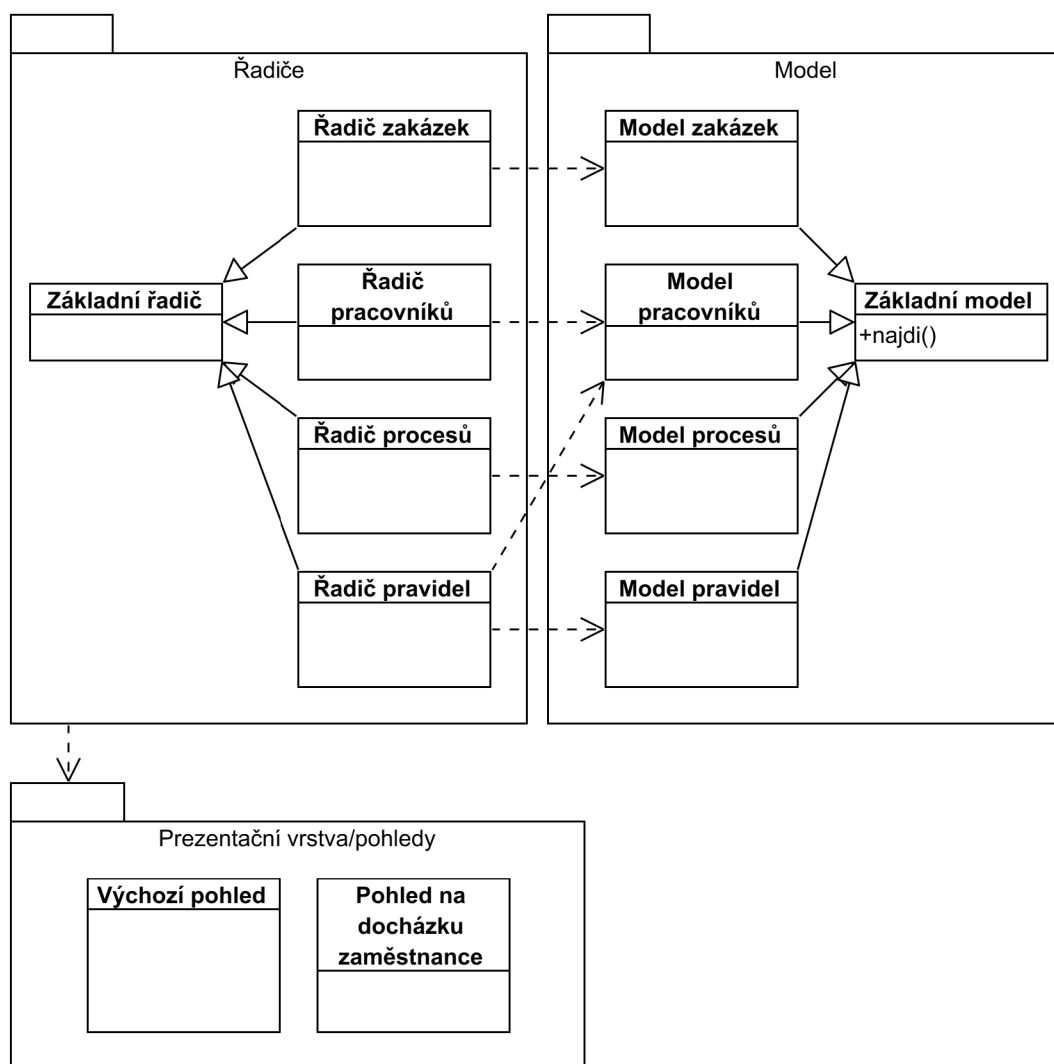 Řadiče
Řadič zakázek
Základní řadič
Řadič
pracovníků
Řadič procesů
Řadič pravidel
Model
Model zakázek
Model
pracovníků
Základní model
+najdi()
Model procesů
Model pravidel
Prezentační vrstva/pohledy
Výchozí pohled
Pohled na
docházku
zaměstnance